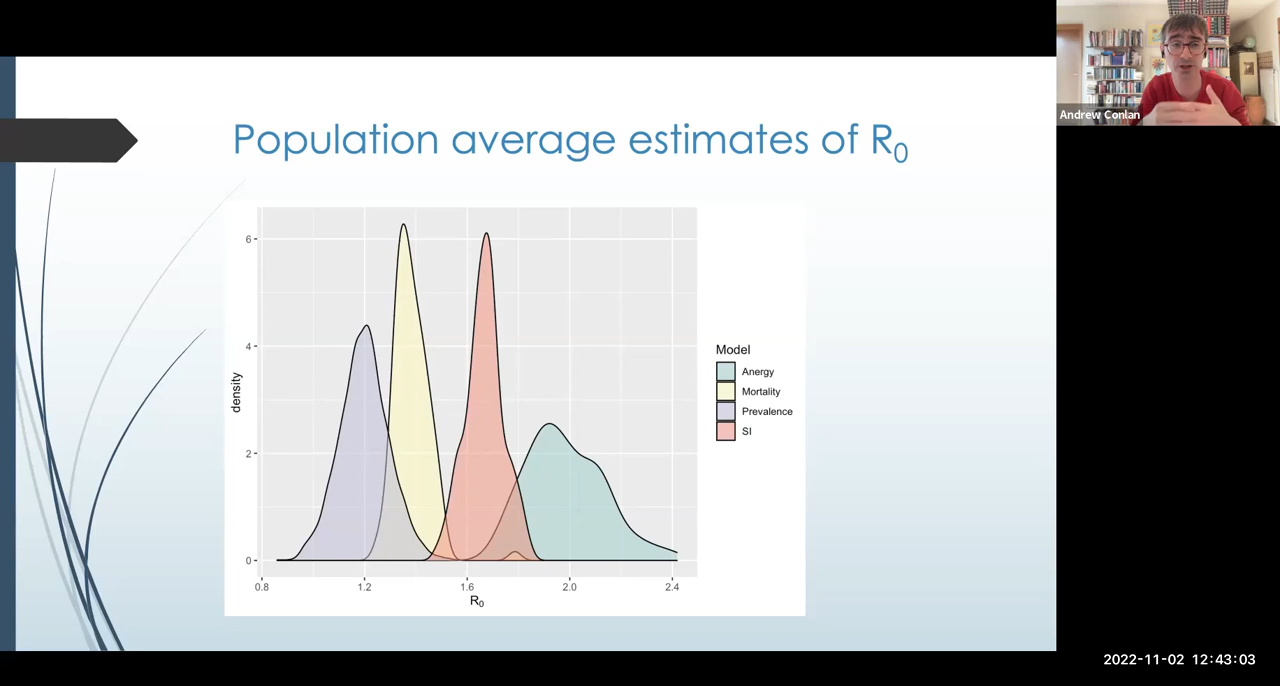 Population average estimates of R0
6
4
2
0
density
0.8 1.2 1.6 2.0 2.4
R0
Model
Anergy
Mortality
Prevalence
SI
Andrew Conlan
2022-11-02 12:43:03